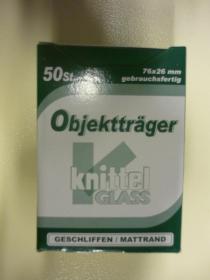 50St.
76x26 mm
gebrauchsfertig
Objektträger
knittel
GLASS
GESCHLIFFEN / MATTRAND